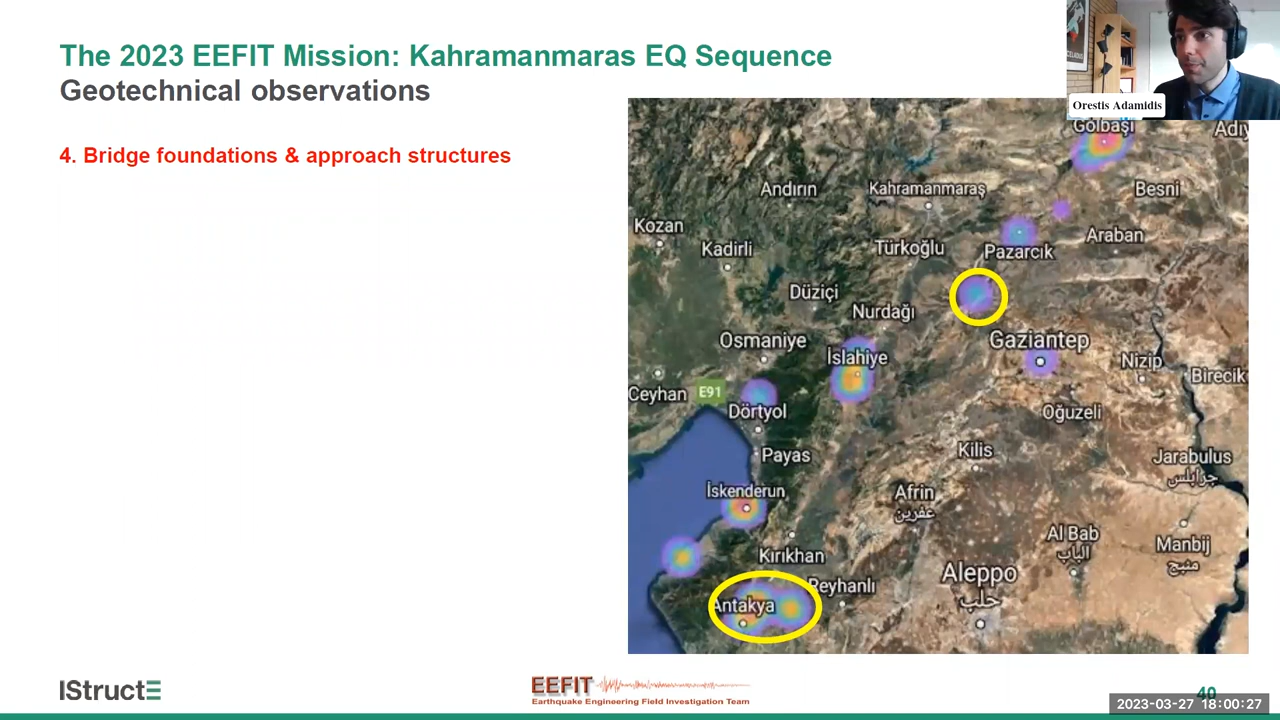 The 2023 EEFIT Mission: Kahramanmaras EQ Sequence
Geotechnical observations
4. Bridge foundations & approach structures
Orestis Adamidis
Gölbaşı
Andırın
Kahramanmaraş
Besni
Kozan
Kadirli
Türkoğlu
Pazarcık
Araban
Düziçi
Nurdağı
Osmaniye
İslahiye
Gaziantep
Nizip
Birecik
Ceyhan
E91
Dörtyol
Oğuzeli
Payas
Kilis
Jarabulus
جرابلس
İskenderun
Afrin
عفرين
Al Bab
الباب
Manbij
منبج
Kırıkhan
Aleppo
حلب
Reyhanlı
Antakya
IStructE
EEFIT
Earthquake Engineering Field Investigation Team
40
2023-03-27 18:00:27